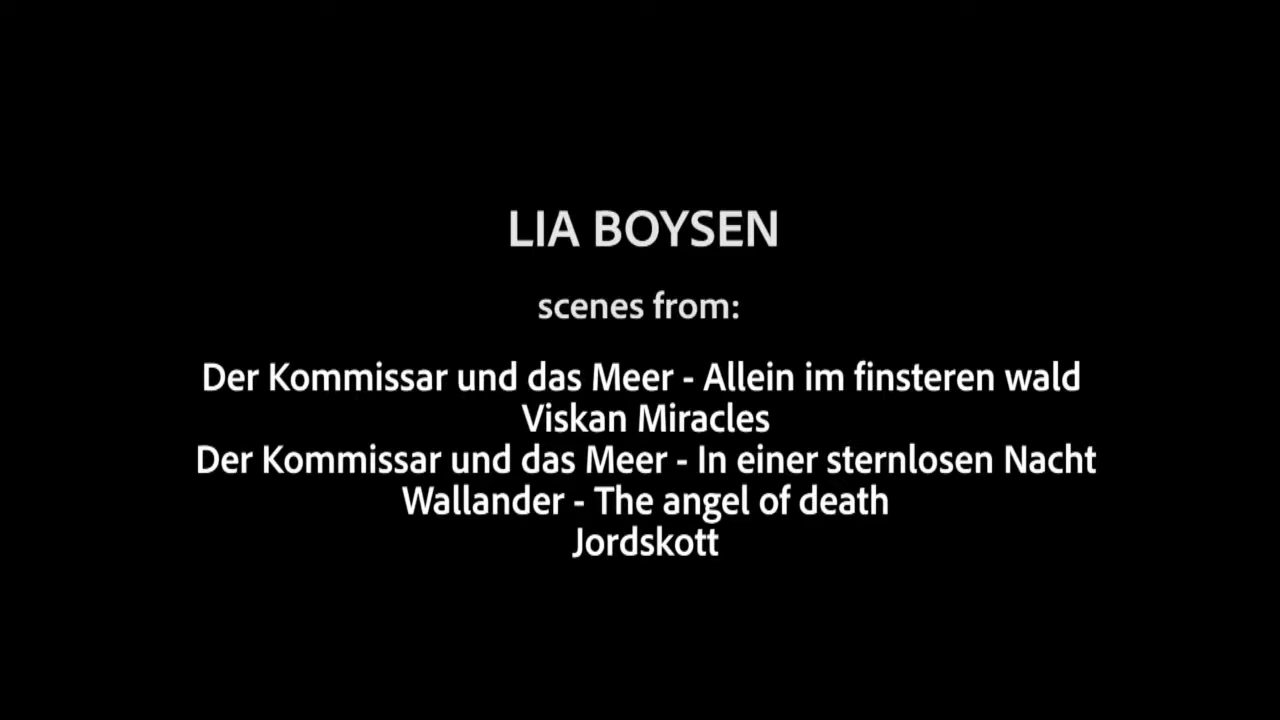 LIA BOYSEN
scenes from:
Der Kommissar und das Meer - Allein im finsteren wald
Viskan Miracles
Der Kommissar und das Meer - In einer sternlosen Nacht
Wallander - The angel of death
Jordskott